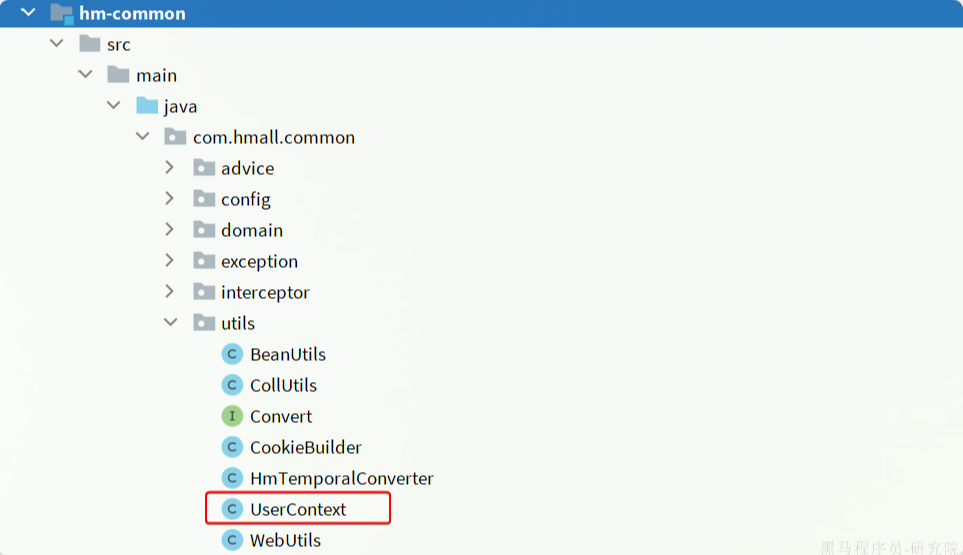 hm-common
src
main
java
com.hmall.common
advice
config
domain
exception
interceptor
utils
C BeanUtils
C CollUtils
I Convert
C CookieBuilder
C HmTemporalConverter
C UserContext
C WebUtils
黑马程序员-研究院